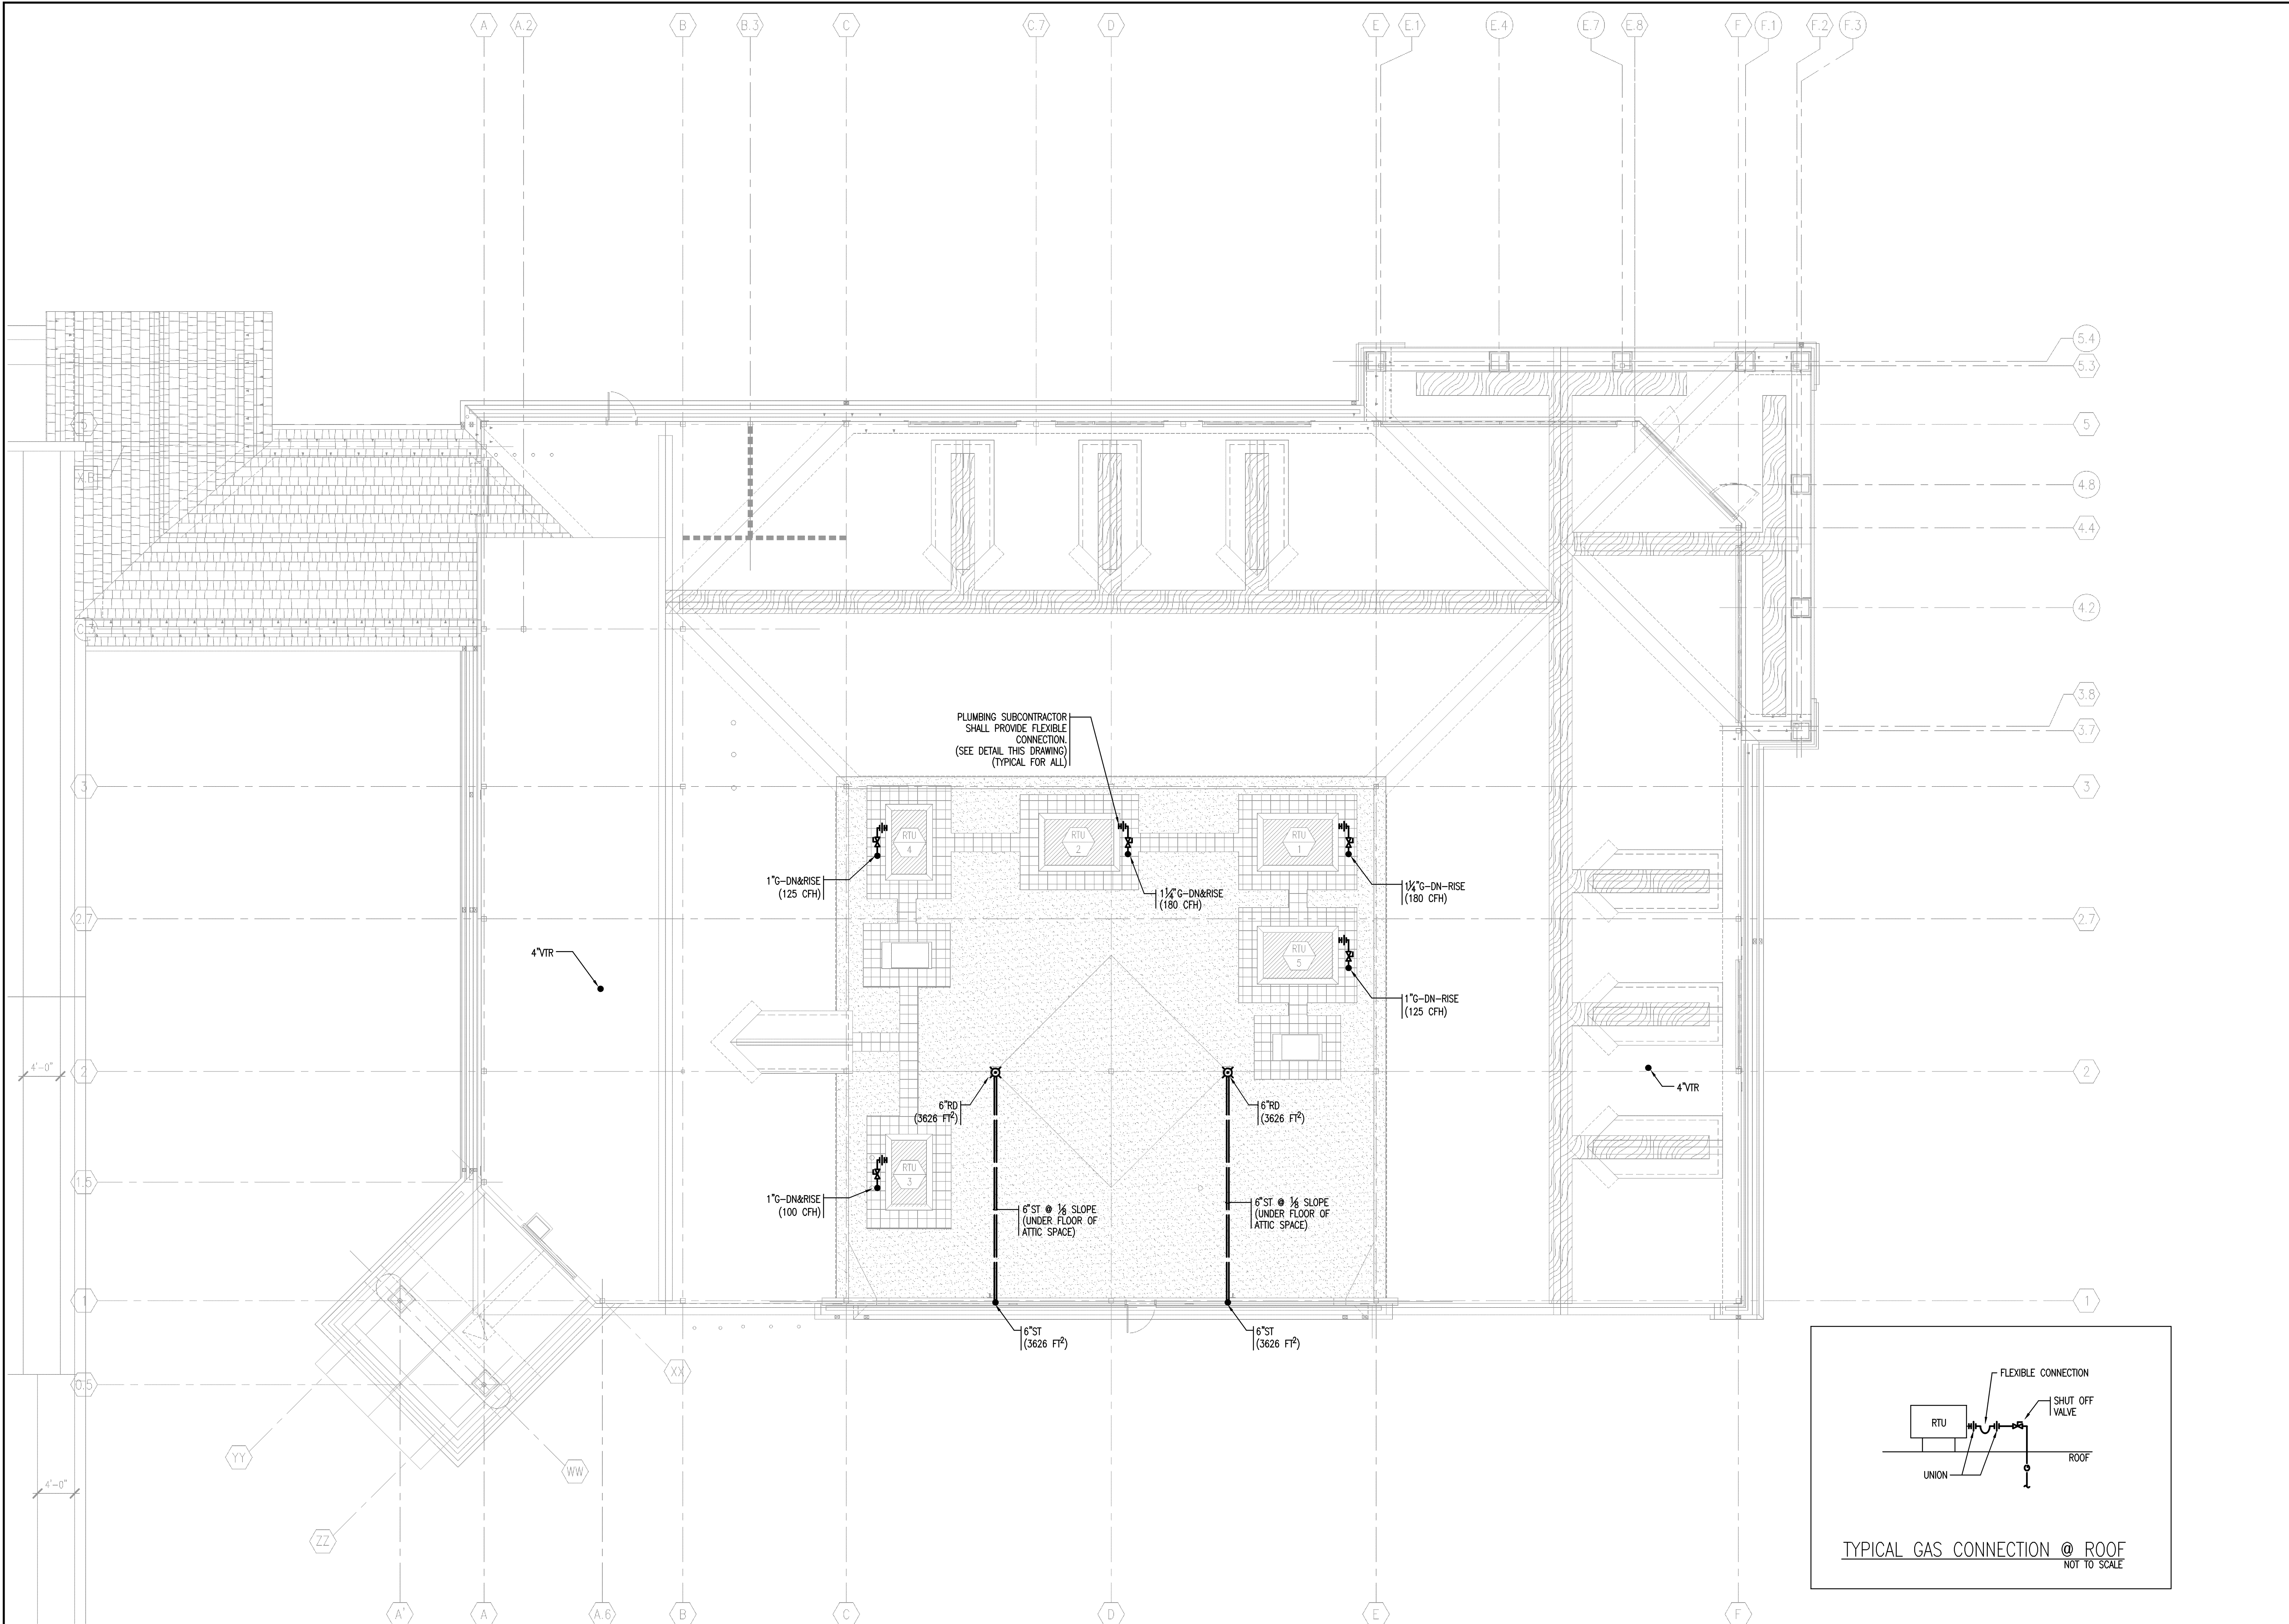 A
A.2
B
B.3
C
C.7
D
E
E.1
E.4
E.7
E.8
F
F.1
F.2
F.3
5.4
5.3
5
5
X.B
4.8
4.4
4.2
3.8
3.7
PLUMBING SUBCONTRACTOR
SHALL PROVIDE FLEXIBLE
CONNECTION.
(SEE DETAIL THIS DRAWING)
(TYPICAL FOR ALL)
3
3
RTU
4
RTU
2
RTU
1
1"G-DN&RISE
(125 CFH)
1¼"G-DN&RISE
(180 CFH)
1¼"G-DN-RISE
(180 CFH)
2.7
2.7
4"VTR
RTU
5
1"G-DN-RISE
(125 CFH)
4'-0"
2
2
4"VTR
6"RD
(3626 FT²)
6"RD
(3626 FT²)
RTU
3
1.5
1"G-DN&RISE
(100 CFH)
6"ST @ ⅛ SLOPE
(UNDER FLOOR OF
ATTIC SPACE)
6"ST @ ⅛ SLOPE
(UNDER FLOOR OF
ATTIC SPACE)
1
1
6"ST
(3626 FT²)
6"ST
(3626 FT²)
0.5
XX
YY
WW
ZZ
4'-0"
FLEXIBLE CONNECTION
SHUT OFF
VALVE
RTU
ROOF
UNION
TYPICAL GAS CONNECTION @ ROOF
NOT TO SCALE
A'
A
A.6
B
C
D
E
F